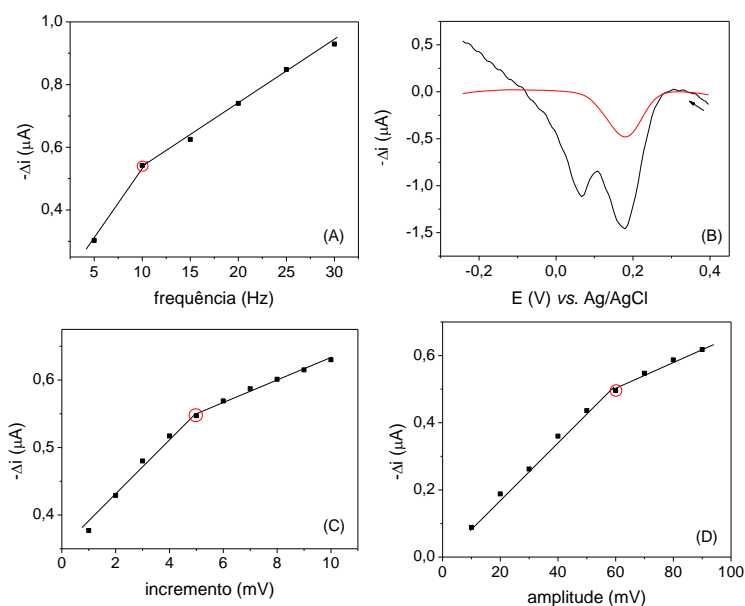 1,0
0,8
0,6
0,4
-Δi (μA)
5 10 15 20 25 30
frequência (Hz)
(A)
0,5
0,0
-0,5
-1,0
-1,5
-Δi (μA)
-0,2 0,0 0,2 0,4
E (V) vs. Ag/AgCl
(B)
0,6
0,5
0,4
-Δi (μA)
0 2 4 6 8 10
incremento (mV)
(C)
0,6
0,4
0,2
0,0
-Δi (μA)
0 20 40 60 80 100
amplitude (mV)
(D)